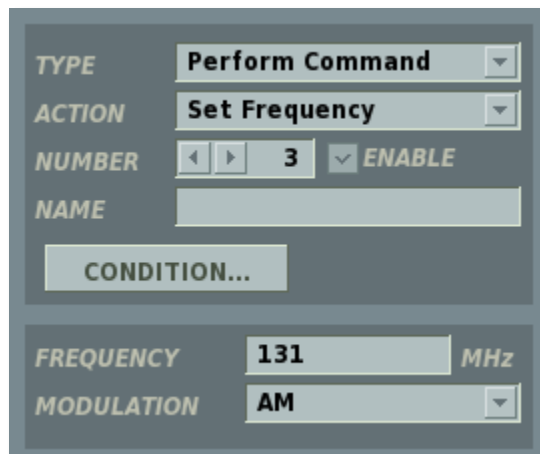 TYPE Perform Command
ACTION Set Frequency
NUMBER 3 ENABLE
NAME
CONDITION...
FREQUENCY 131 MHz
MODULATION AM